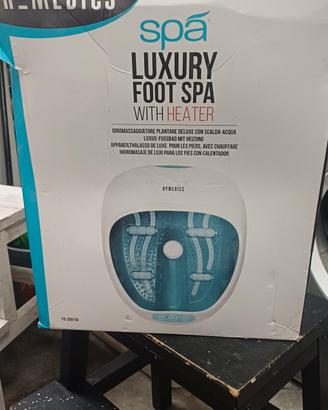 HOMEDICS
spa
LUXURY
FOOT SPA
WITH HEATER
IDROMASSAGGIATORE PLANTARE DELUXE CON SCALDA-ACQUA
LUXUS-FUSSBAD MIT HEIZUNG
APPAREIL THALASSO DE LUXE POUR LES PIEDS, AVEC CHAUFFAGE
HIDROMASAJE DE LUJO PARA LOS PIES CON CALENTADOR
HOMEDICS